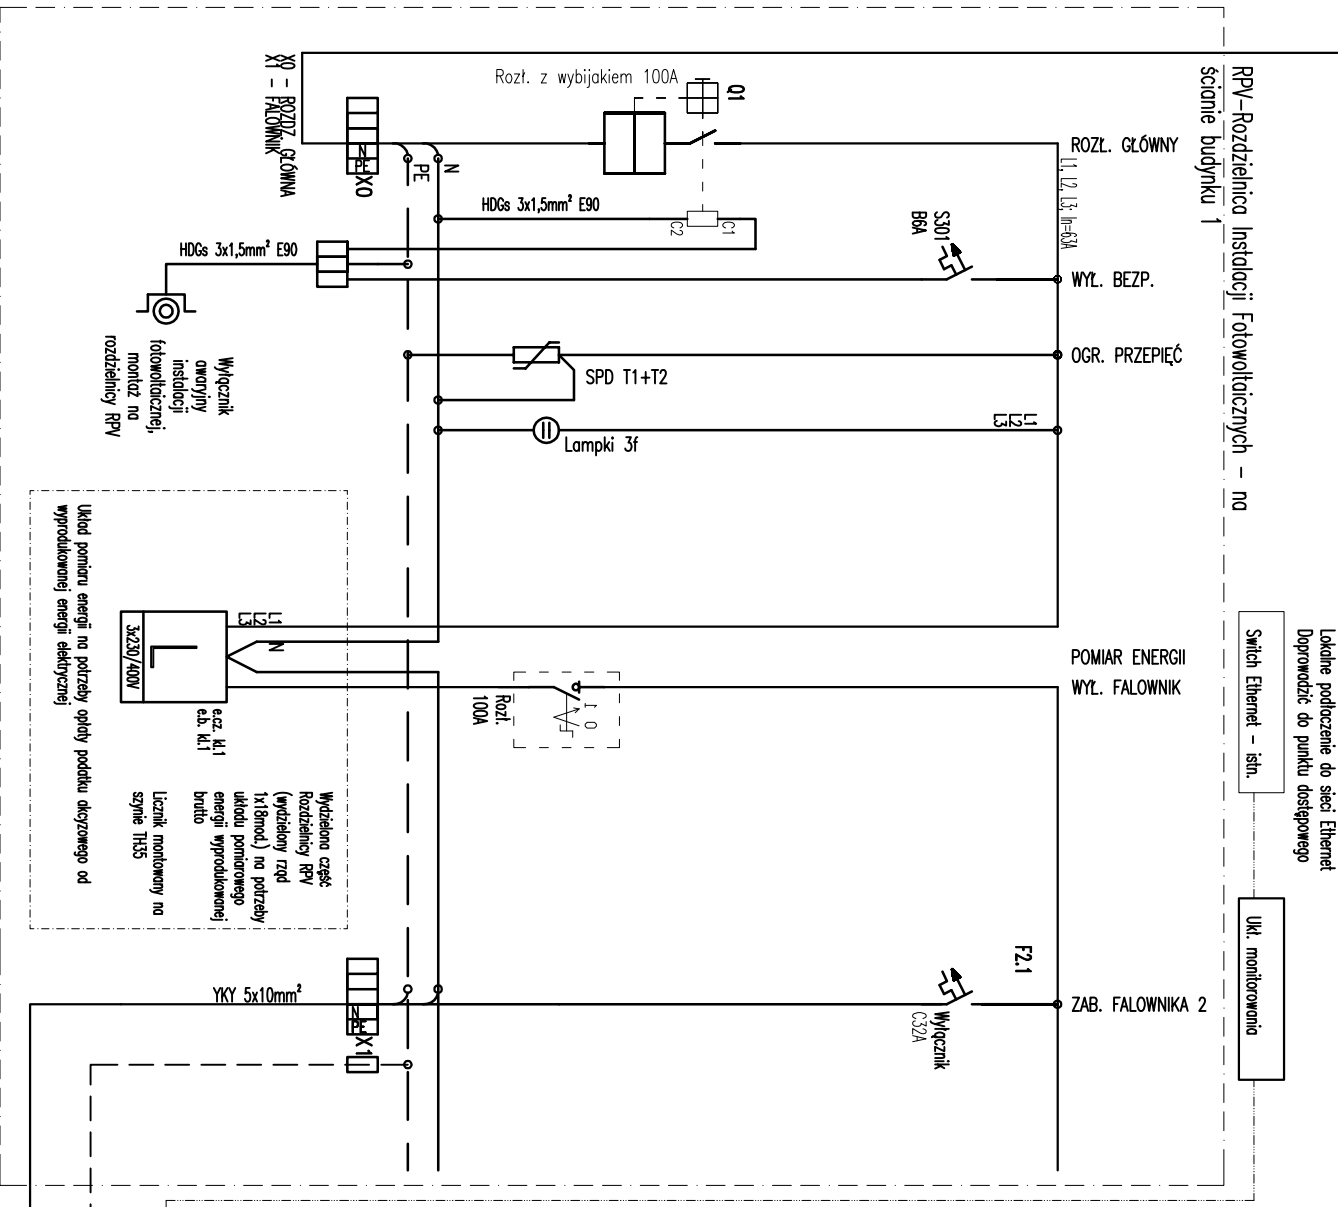 RPV-Rozdzielnica Instalacji Fotowoltaicznych - na
ścianie budynku 1
X0 - ROZDZ. GŁÓWNA
X1 - FALOWNIK
Rozł. z wybijakiem 100A
Q1
N
PE
X0
PE
N
ROZŁ. GŁÓWNY
L1, L2, L3; In=63A
HDGs 3x1,5mm² E90
C2
C1
S301
B6A
HDGs 3x1,5mm² E90
WYŁ. BEZP.
Wyłącznik
awaryjny
instalacji
fotowoltaicznej,
montaż na
rozdzielnicy RPV
OGR. PRZEPIĘĆ
SPD T1+T2
L1
L2
L3
Lampki 3f
Układ pomiaru energii na potrzeby opłaty podatku akcyzowego od
wyprodukowanej energii elektrycznej
L1
L2
L3
N
3x230/400V
e.cz. kl.1
e.b. kl.1
POMIAR ENERGII
WYŁ. FALOWNIK
Rozł.
100A
I 0
Wydzielona część
Rozdzielnicy RPV
(wydzielony rząd
1x18mod.) na potrzeby
układu pomiarowego
energii wyprodukowanej
brutto
Licznik montowany na
szynie TH35
Lokalne podłaczenie do sieci Ethernet
Doprowadzić do punktu dostępowego
Switch Ethernet - istn.
Ukł. monitorowania
F2.1
Wyłącznik
C32A
ZAB. FALOWNIKA 2
YKY 5x10mm²
N
PE
X1